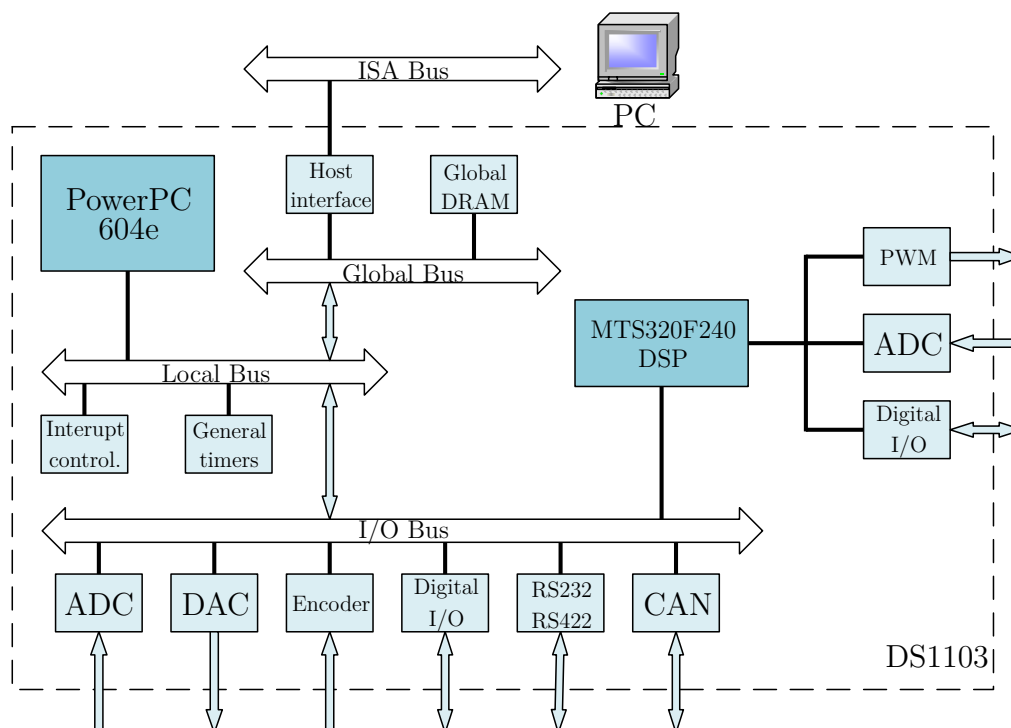 ISA Bus
PC
PowerPC
604e
Host
interface
Global
DRAM
Global Bus
PWM
MTS320F240
DSP
ADC
Local Bus
Interupt
control.
General
timers
Digital
I/O
I/O Bus
ADC
DAC
Encoder
Digital
I/O
RS232
RS422
CAN
DS1103